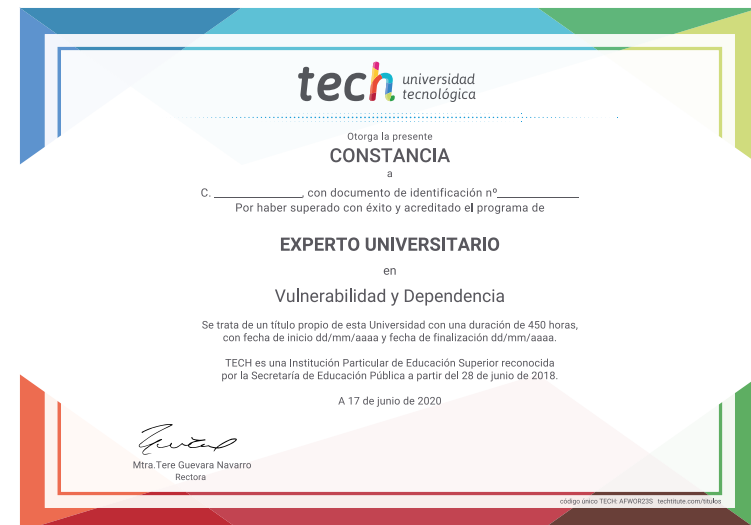 tech universidad
tecnológica
Otorga la presente
CONSTANCIA
a
C. ________________, con documento de identificación nº______________
Por haber superado con éxito y acreditado el programa de
EXPERTO UNIVERSITARIO
en
Vulnerabilidad y Dependencia
Se trata de un título propio de esta Universidad con una duración de 450 horas,
con fecha de inicio dd/mm/aaaa y fecha de finalización dd/mm/aaaa.
TECH es una Institución Particular de Educación Superior reconocida
por la Secretaría de Educación Pública a partir del 28 de junio de 2018.
A 17 de junio de 2020
Mtra.Tere Guevara Navarro
Rectora
código único TECH: AFWOR23S techtitute.com/titulos